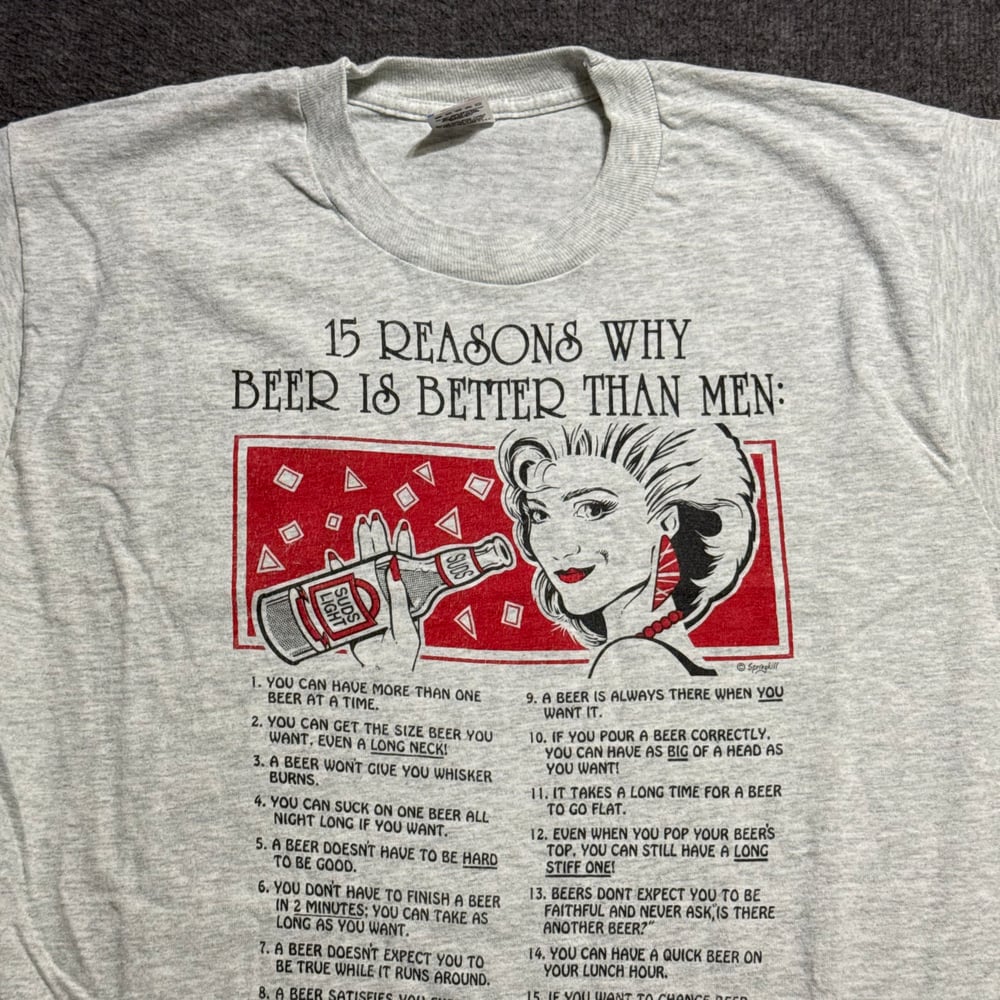 15 REASONS WHY
BEER IS BETTER THAN MEN:
SUDS
SUDS
LIGHT
© Springhill
1. YOU CAN HAVE MORE THAN ONE
BEER AT A TIME.
2. YOU CAN GET THE SIZE BEER YOU
WANT, EVEN A LONG NECK!
3. A BEER WON'T GIVE YOU WHISKER
BURNS.
4. YOU CAN SUCK ON ONE BEER ALL
NIGHT LONG IF YOU WANT.
5. A BEER DOESN'T HAVE TO BE HARD
TO BE GOOD.
6. YOU DON'T HAVE TO FINISH A BEER
IN 2 MINUTES; YOU CAN TAKE AS
LONG AS YOU WANT.
7. A BEER DOESN'T EXPECT YOU TO
BE TRUE WHILE IT RUNS AROUND.
8. A BEER SATISFIES YOU
9. A BEER IS ALWAYS THERE WHEN YOU
WANT IT.
10. IF YOU POUR A BEER CORRECTLY,
YOU CAN HAVE AS BIG OF A HEAD AS
YOU WANT!
11. IT TAKES A LONG TIME FOR A BEER
TO GO FLAT.
12. EVEN WHEN YOU POP YOUR BEER'S
TOP, YOU CAN STILL HAVE A LONG
STIFF ONE!
13. BEERS DONT EXPECT YOU TO BE
FAITHFUL AND NEVER ASK,"IS THERE
ANOTHER BEER?"
14. YOU CAN HAVE A QUICK BEER ON
YOUR LUNCH HOUR.
15. IF YOU WANT TO CHANGE BEER